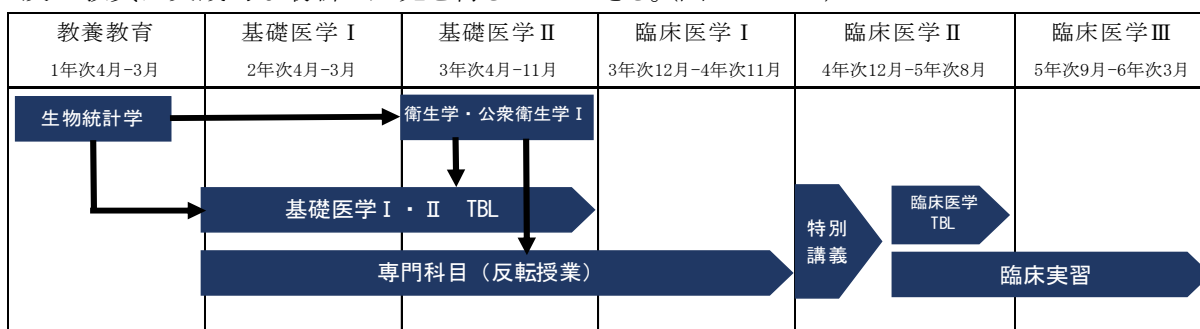 教養教育
基礎医学Ⅰ
基礎医学Ⅱ
臨床医学Ⅰ
臨床医学Ⅱ
臨床医学Ⅲ
1年次4月−3月
2年次4月−3月
3年次4月−11月
3年次12月−4年次11月
4年次12月−5年次8月
5年次9月−6年次3月
生物統計学
衛生学・公衆衛生学Ⅰ
基礎医学Ⅰ・Ⅱ TBL
特別
講義
臨床医学
TBL
専門科目(反転授業)
臨床実習